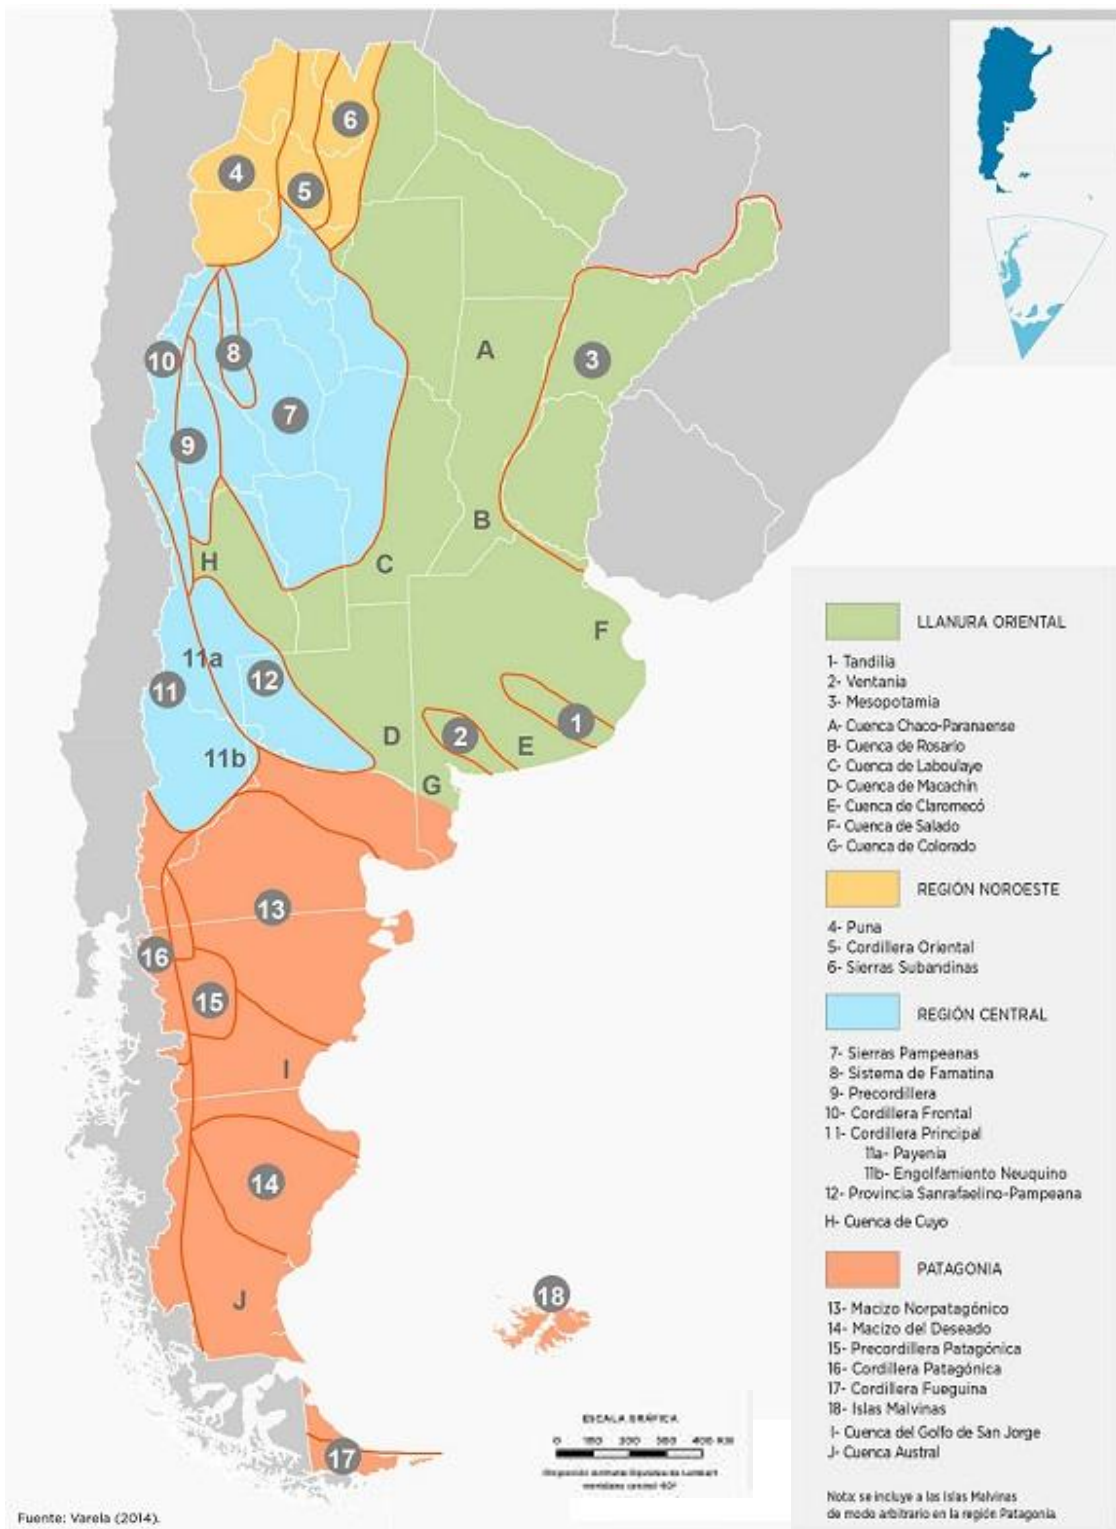 6
4
5
10
8
A
3
7
9
B
H
C
F
11a
12
11
1
2
D
E
11b
G
13
16
15
I
14
J
18
17
LLANURA ORIENTAL
1- Tandilia
2- Ventania
3- Mesopotamia
A- Cuenca Chaco-Paranaense
B- Cuenca de Rosario
C- Cuenca de Laboulaye
D- Cuenca de Macachín
E- Cuenca de Claromecó
F- Cuenca de Salado
G- Cuenca de Colorado
REGIÓN NOROESTE
4- Puna
5- Cordillera Oriental
6- Sierras Subandinas
REGIÓN CENTRAL
7- Sierras Pampeanas
8- Sistema de Famatina
9- Precordillera
10- Cordillera Frontal
11- Cordillera Principal
11a- Payenia
11b- Engolfamiento Neuquino
12- Provincia Sanrafaelino-Pampeana
H- Cuenca de Cuyo
PATAGONIA
13- Macizo Norpatagónico
14- Macizo del Deseado
15- Precordillera Patagónica
16- Cordillera Patagónica
17- Cordillera Fueguina
18- Islas Malvinas
I- Cuenca del Golfo de San Jorge
J- Cuenca Austral
Nota: se incluye a las Islas Malvinas
de modo arbitrario en la región Patagonia.
ESCALA GRÁFICA
0 100 200 300 400 KM
meridiano central -60°
Fuente: Varela (2014).